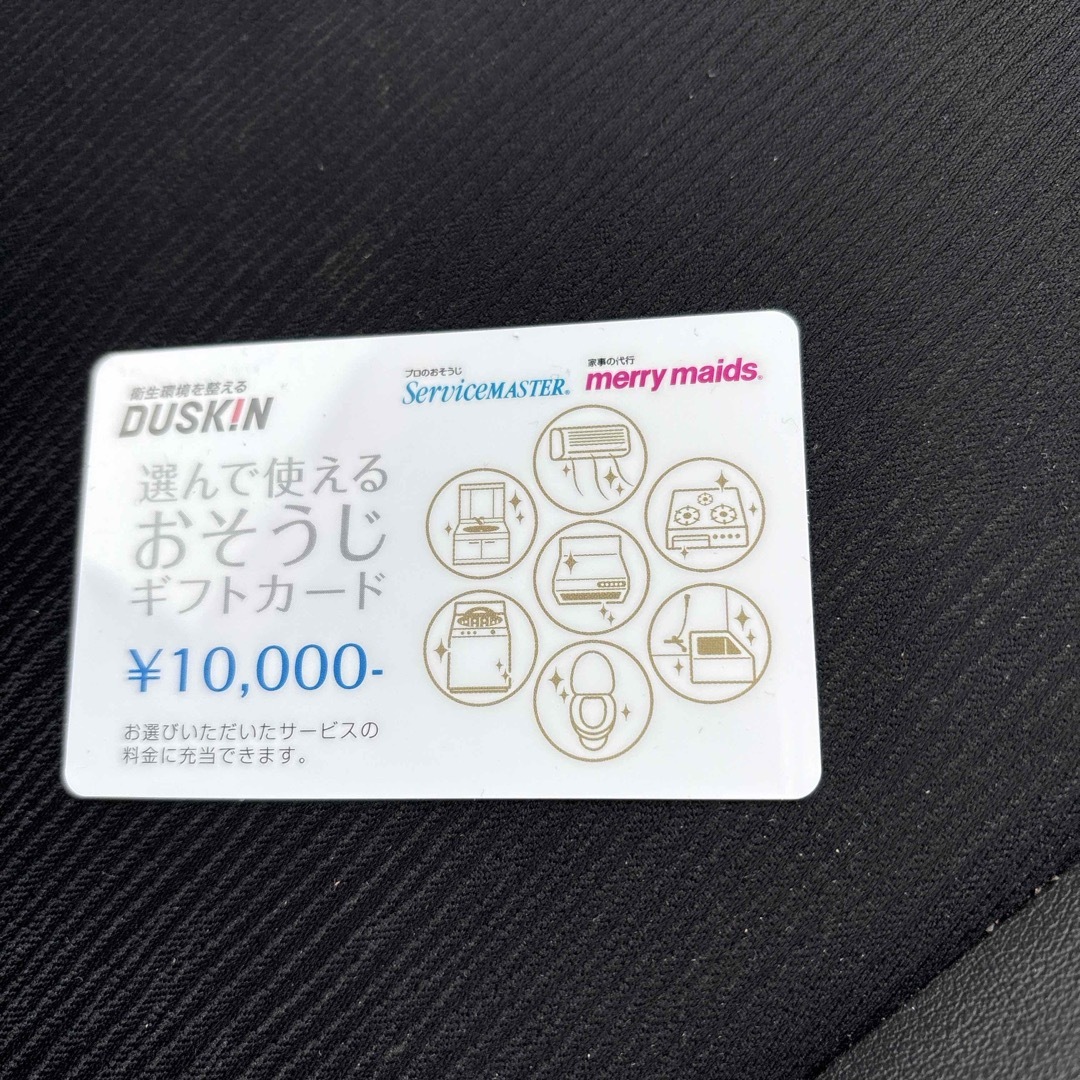 衛生環境を整える
DUSK!N
プロのおそうじ
ServiceMASTER®
家事の代行
merry maids®
選んで使える
おそうじ
ギフトカード
¥10,000-
お選びいただいたサービスの
料金に充当できます。